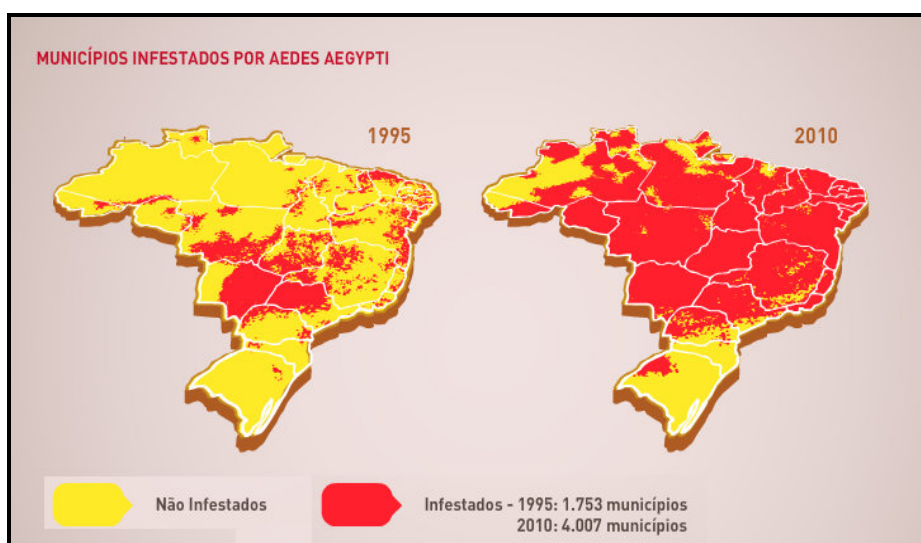 MUNICÍPIOS INFESTADOS POR AEDES AEGYPTI
1995
2010
Não Infestados
Infestados - 1995: 1.753 municípios
2010: 4.007 municípios